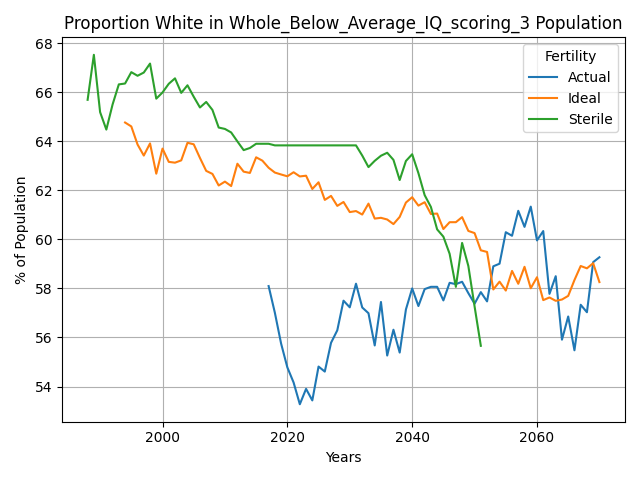 Proportion White in Whole_Below_Average_IQ_scoring_3 Population
68
66
64
62
60
58
56
54
% of Population
2000
2020
2040
2060
Years
Fertility
Actual
Ideal
Sterile